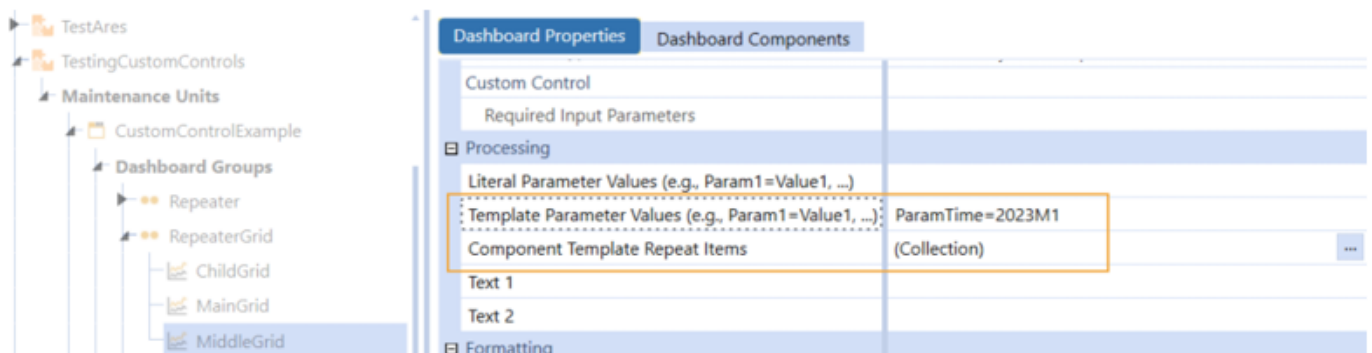 TestAres
TestingCustomControls
Maintenance Units
CustomControlExample
Dashboard Groups
Repeater
RepeaterGrid
ChildGrid
MainGrid
MiddleGrid
Dashboard Properties
Dashboard Components
Custom Control
Required Input Parameters
Processing
Literal Parameter Values (e.g., Param1=Value1, ...)
Template Parameter Values (e.g., Param1=Value1, ...) ParamTime=2023M1
Component Template Repeat Items (Collection) ...
Text 1
Text 2
Formatting